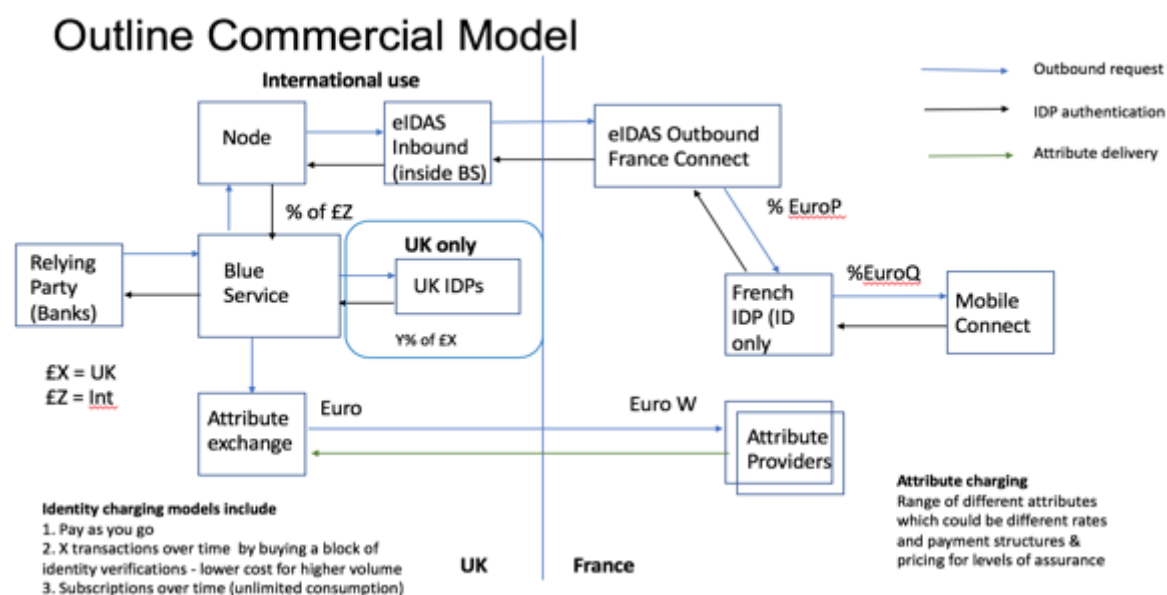 Outline Commercial Model
International use
Outbound request
IDP authentication
Attribute delivery
Node
eIDAS
Inbound
(inside BS)
eIDAS Outbound
France Connect
% of £Z
% EuroP
Relying
Party
(Banks)
Blue
Service
UK only
UK IDPs
Y% of £X
%EuroQ
French
IDP (ID
only
Mobile
Connect
£X = UK
£Z = Int
Attribute
exchange
Euro
Euro W
Attribute
Providers
Identity charging models include
1. Pay as you go
2. X transactions over time by buying a block of
identity verifications - lower cost for higher volume
3. Subscriptions over time (unlimited consumption)
UK
France
Attribute charging
Range of different attributes
which could be different rates
and payment structures &
pricing for levels of assurance